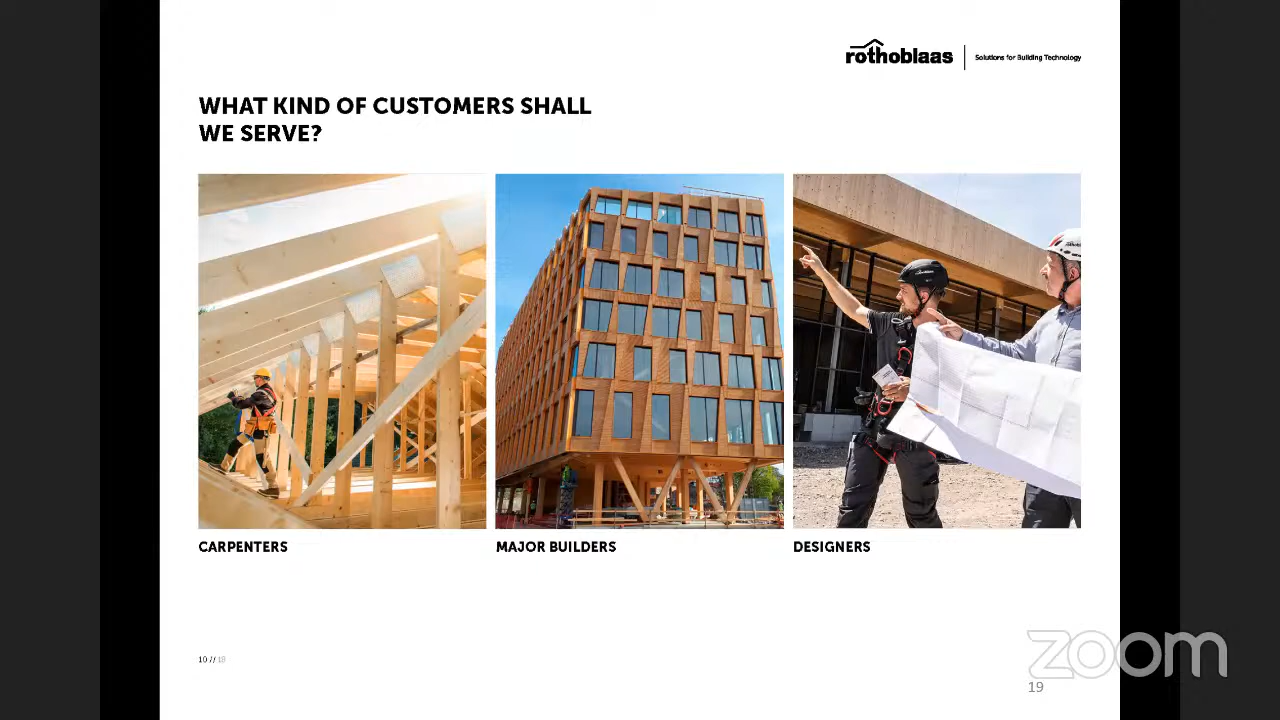 rothoblaas
Solutions for Building Technology
WHAT KIND OF CUSTOMERS SHALL
WE SERVE?
CARPENTERS
MAJOR BUILDERS
DESIGNERS
10 // 19
zoom
19